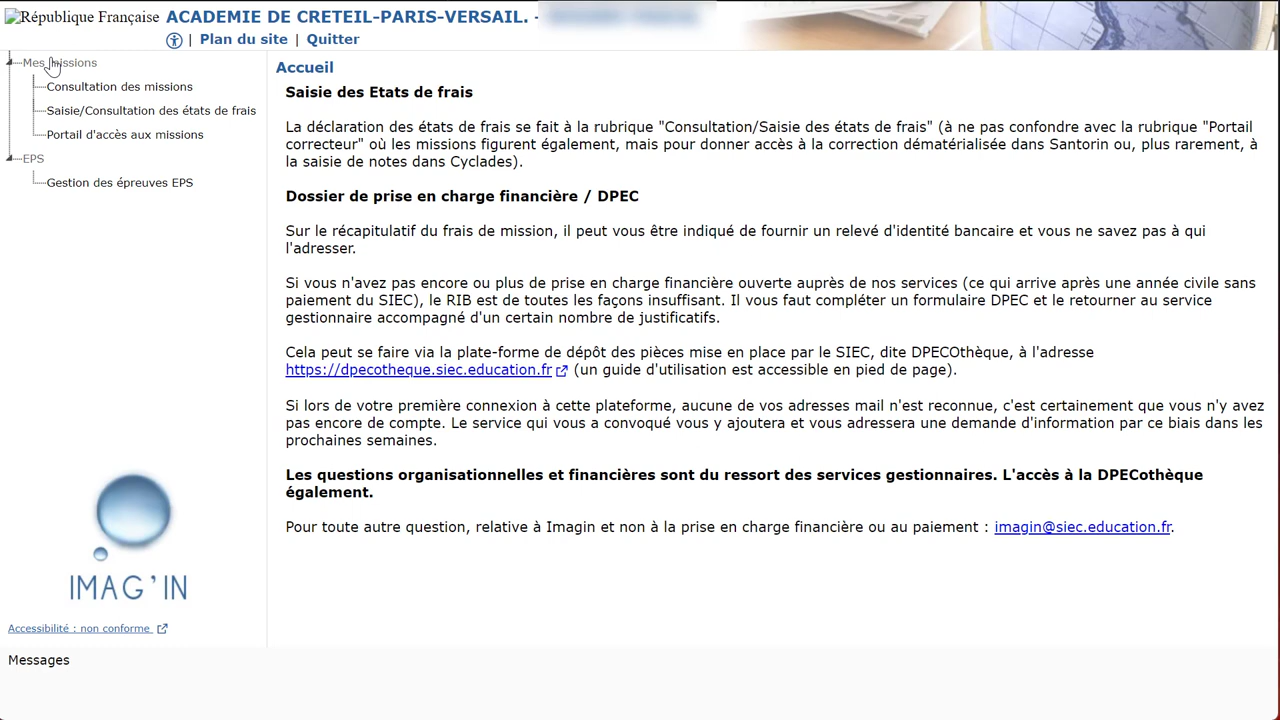 République Française
ACADEMIE DE CRETEIL-PARIS-VERSAIL. -
| Plan du site | Quitter
Mes missions
Consultation des missions
Saisie/Consultation des états de frais
Portail d'accès aux missions
EPS
Gestion des épreuves EPS
IMAG'IN
Accessibilité : non conforme
Accueil
Saisie des Etats de frais
La déclaration des états de frais se fait à la rubrique "Consultation/Saisie des états de frais" (à ne pas confondre avec la rubrique "Portail
correcteur" où les missions figurent également, mais pour donner accès à la correction dématérialisée dans Santorin ou, plus rarement, à
la saisie de notes dans Cyclades).
Dossier de prise en charge financière / DPEC
Sur le récapitulatif du frais de mission, il peut vous être indiqué de fournir un relevé d'identité bancaire et vous ne savez pas à qui
l'adresser.
Si vous n'avez pas encore ou plus de prise en charge financière ouverte auprès de nos services (ce qui arrive après une année civile sans
paiement du SIEC), le RIB est de toutes les façons insuffisant. Il vous faut compléter un formulaire DPEC et le retourner au service
gestionnaire accompagné d'un certain nombre de justificatifs.
Cela peut se faire via la plate-forme de dépôt des pièces mise en place par le SIEC, dite DPECOthèque, à l'adresse
https://dpecotheque.siec.education.fr (un guide d'utilisation est accessible en pied de page).
Si lors de votre première connexion à cette plateforme, aucune de vos adresses mail n'est reconnue, c'est certainement que vous n'y avez
pas encore de compte. Le service qui vous a convoqué vous y ajoutera et vous adressera une demande d'information par ce biais dans les
prochaines semaines.
Les questions organisationnelles et financières sont du ressort des services gestionnaires. L'accès à la DPECothèque
également.
Pour toute autre question, relative à Imagin et non à la prise en charge financière ou au paiement : imagin@siec.education.fr.
Messages